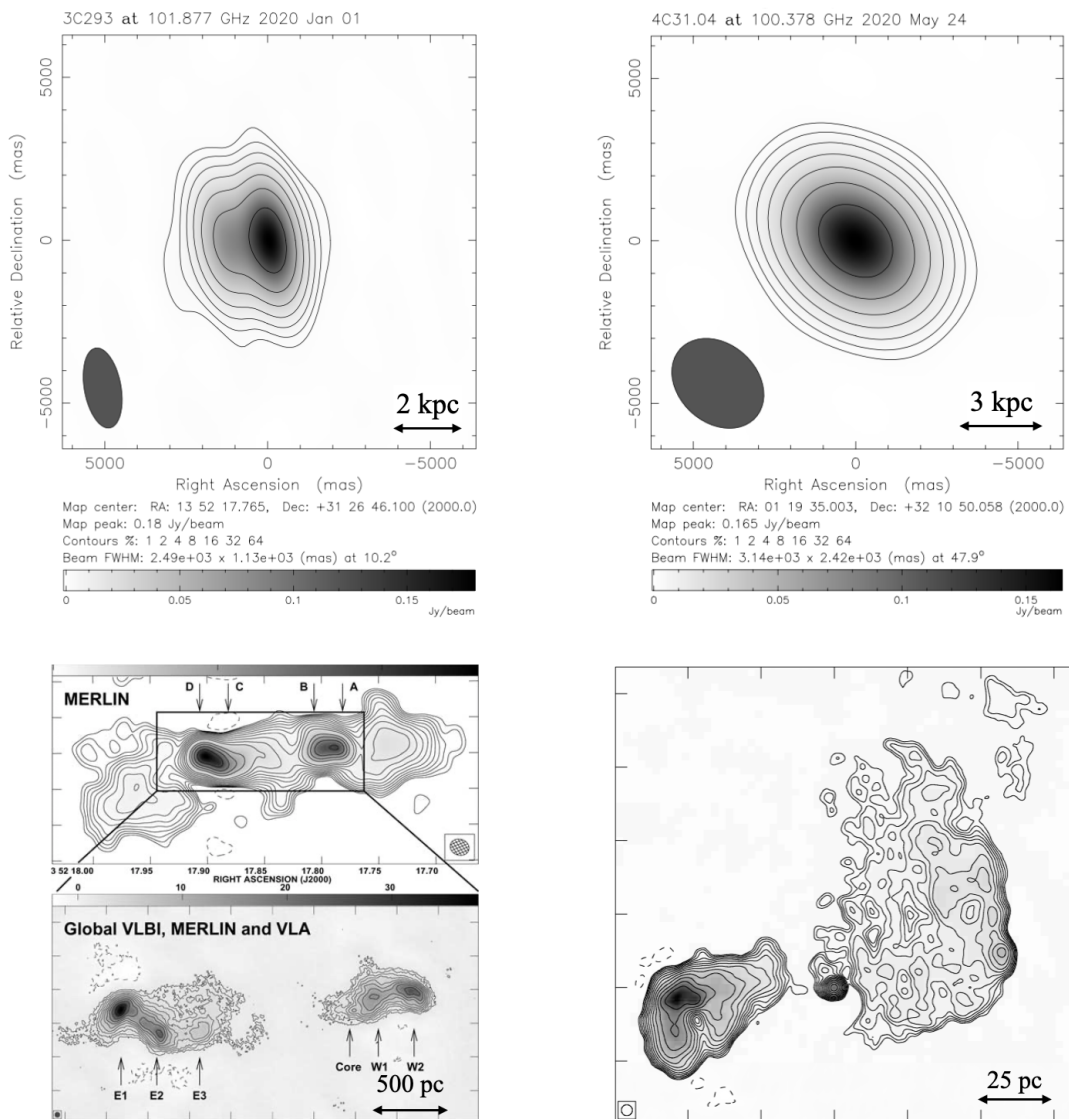 3C293 at 101.877 GHz 2020 Jan 01
5000
0
−5000
Relative Declination (mas)
2 kpc
5000
0
−5000
Right Ascension (mas)
Map center: RA: 13 52 17.765, Dec: +31 26 46.100 (2000.0)
Map peak: 0.18 Jy/beam
Contours %: 1 2 4 8 16 32 64
Beam FWHM: 2.49e+03 x 1.13e+03 (mas) at 10.2°
0
0.05
0.1
0.15
Jy/beam
4C31.04 at 100.378 GHz 2020 May 24
5000
0
−5000
Relative Declination (mas)
3 kpc
5000
0
−5000
Right Ascension (mas)
Map center: RA: 01 19 35.003, Dec: +32 10 50.058 (2000.0)
Map peak: 0.165 Jy/beam
Contours %: 1 2 4 8 16 32 64
Beam FWHM: 3.14e+03 x 2.42e+03 (mas) at 47.9°
0
0.05
0.1
0.15
Jy/beam
MERLIN
D C B A
3 52 18.00 17.95 17.90 17.85 17.80 17.75 17.70
RIGHT ASCENSION (J2000)
0 10 20 30
Global VLBI, MERLIN and VLA
E1 E2 E3 Core W1 W2
500 pc
25 pc